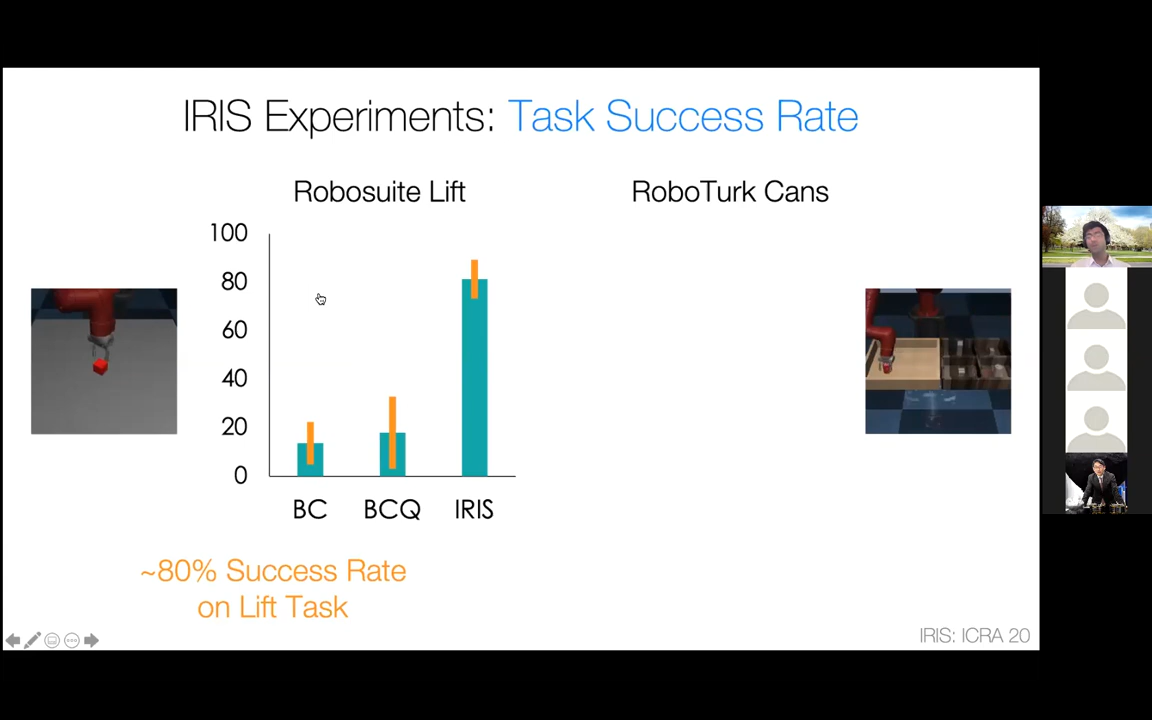 IRIS Experiments: Task Success Rate
Robosuite Lift
RoboTurk Cans
100
80
60
40
20
0
BC
BCQ
IRIS
~80% Success Rate
on Lift Task
IRIS: ICRA 20